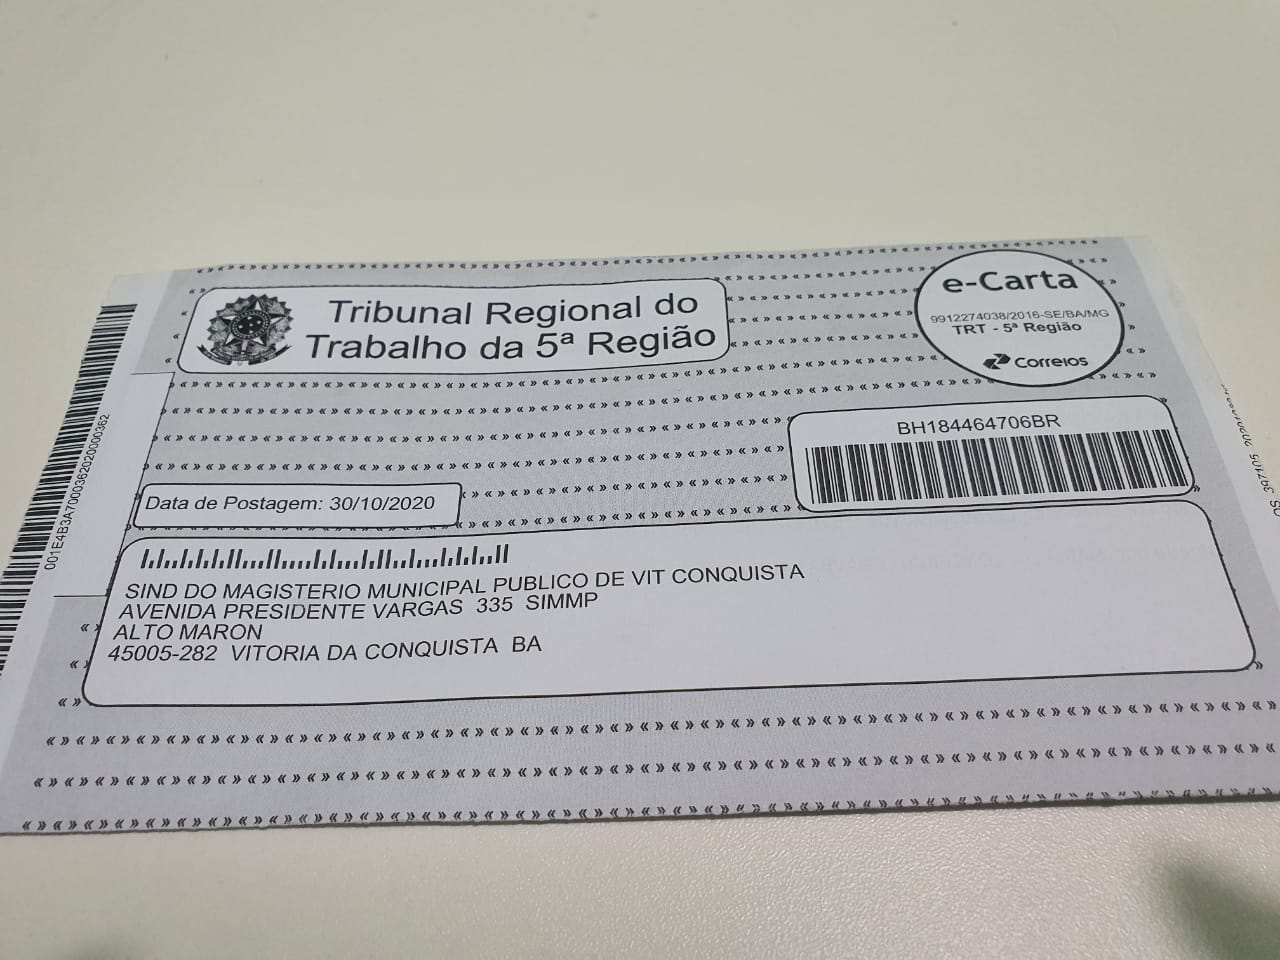 Tribunal Regional do
Trabalho da 5ª Região
e-Carta
9912274038/2016-SE/BA/MG
TRT - 5ª Região
Correios
BH184464706BR
Data de Postagem: 30/10/2020
SIND DO MAGISTERIO MUNICIPAL PUBLICO DE VIT CONQUISTA
AVENIDA PRESIDENTE VARGAS 335 SIMMP
ALTO MARON
45005-282 VITORIA DA CONQUISTA BA
001E4B3A7000362020000362